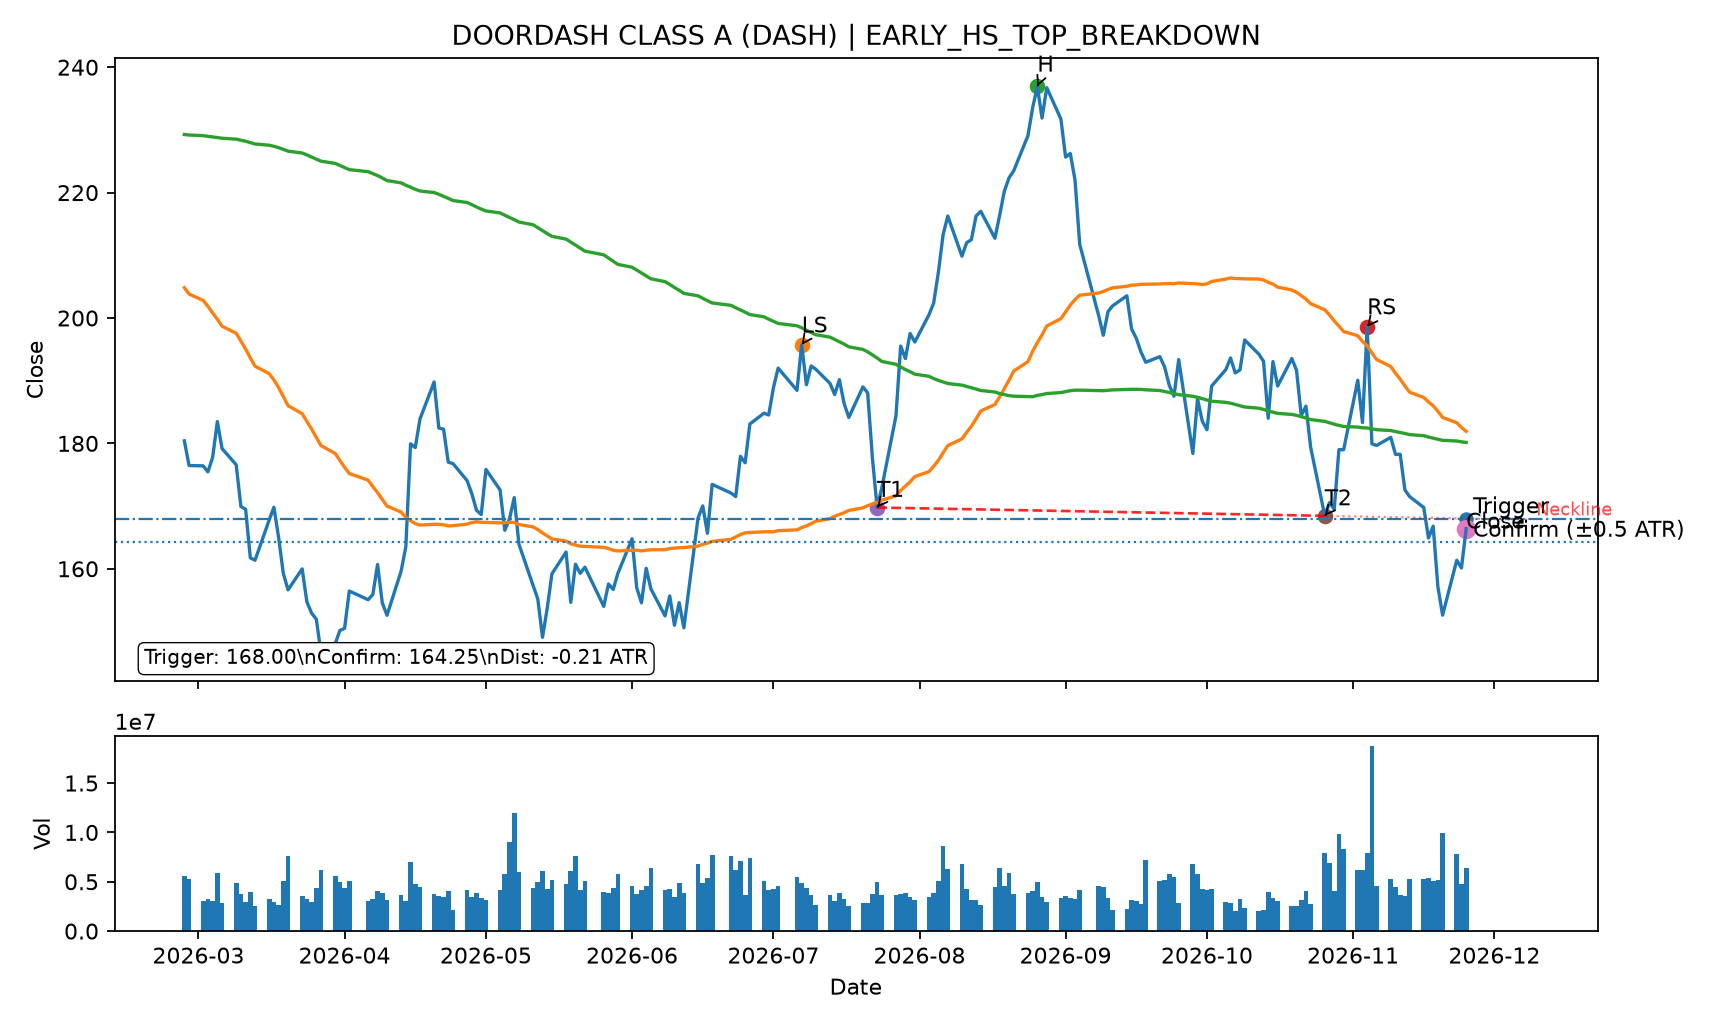 DOORDASH CLASS A (DASH) | EARLY_HS_TOP_BREAKDOWN
Close
240
220
200
180
160
H
LS
RS
T1
T2
Trigger
Neckline
Close
Confirm (±0.5 ATR)
Trigger: 168.00\nConfirm: 164.25\nDist: -0.21 ATR
1e7
Vol
1.5
1.0
0.5
0.0
2026-03 2026-04 2026-05 2026-06 2026-07 2026-08 2026-09 2026-10 2026-11 2026-12
Date